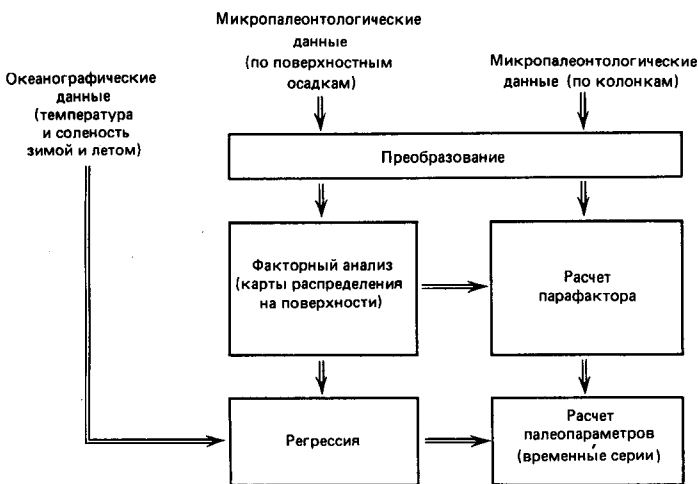 Микропалеонтологические
данные
(по поверхностным
осадкам)
Микропалеонтологические
данные (по колонкам)
Океанографические
данные
(температура
и соленость
зимой и летом)
Преобразование
Факторный анализ
(карты распределения
на поверхности)
Расчет
парафактора
Регрессия
Расчет
палеопараметров
(временны́е серии)